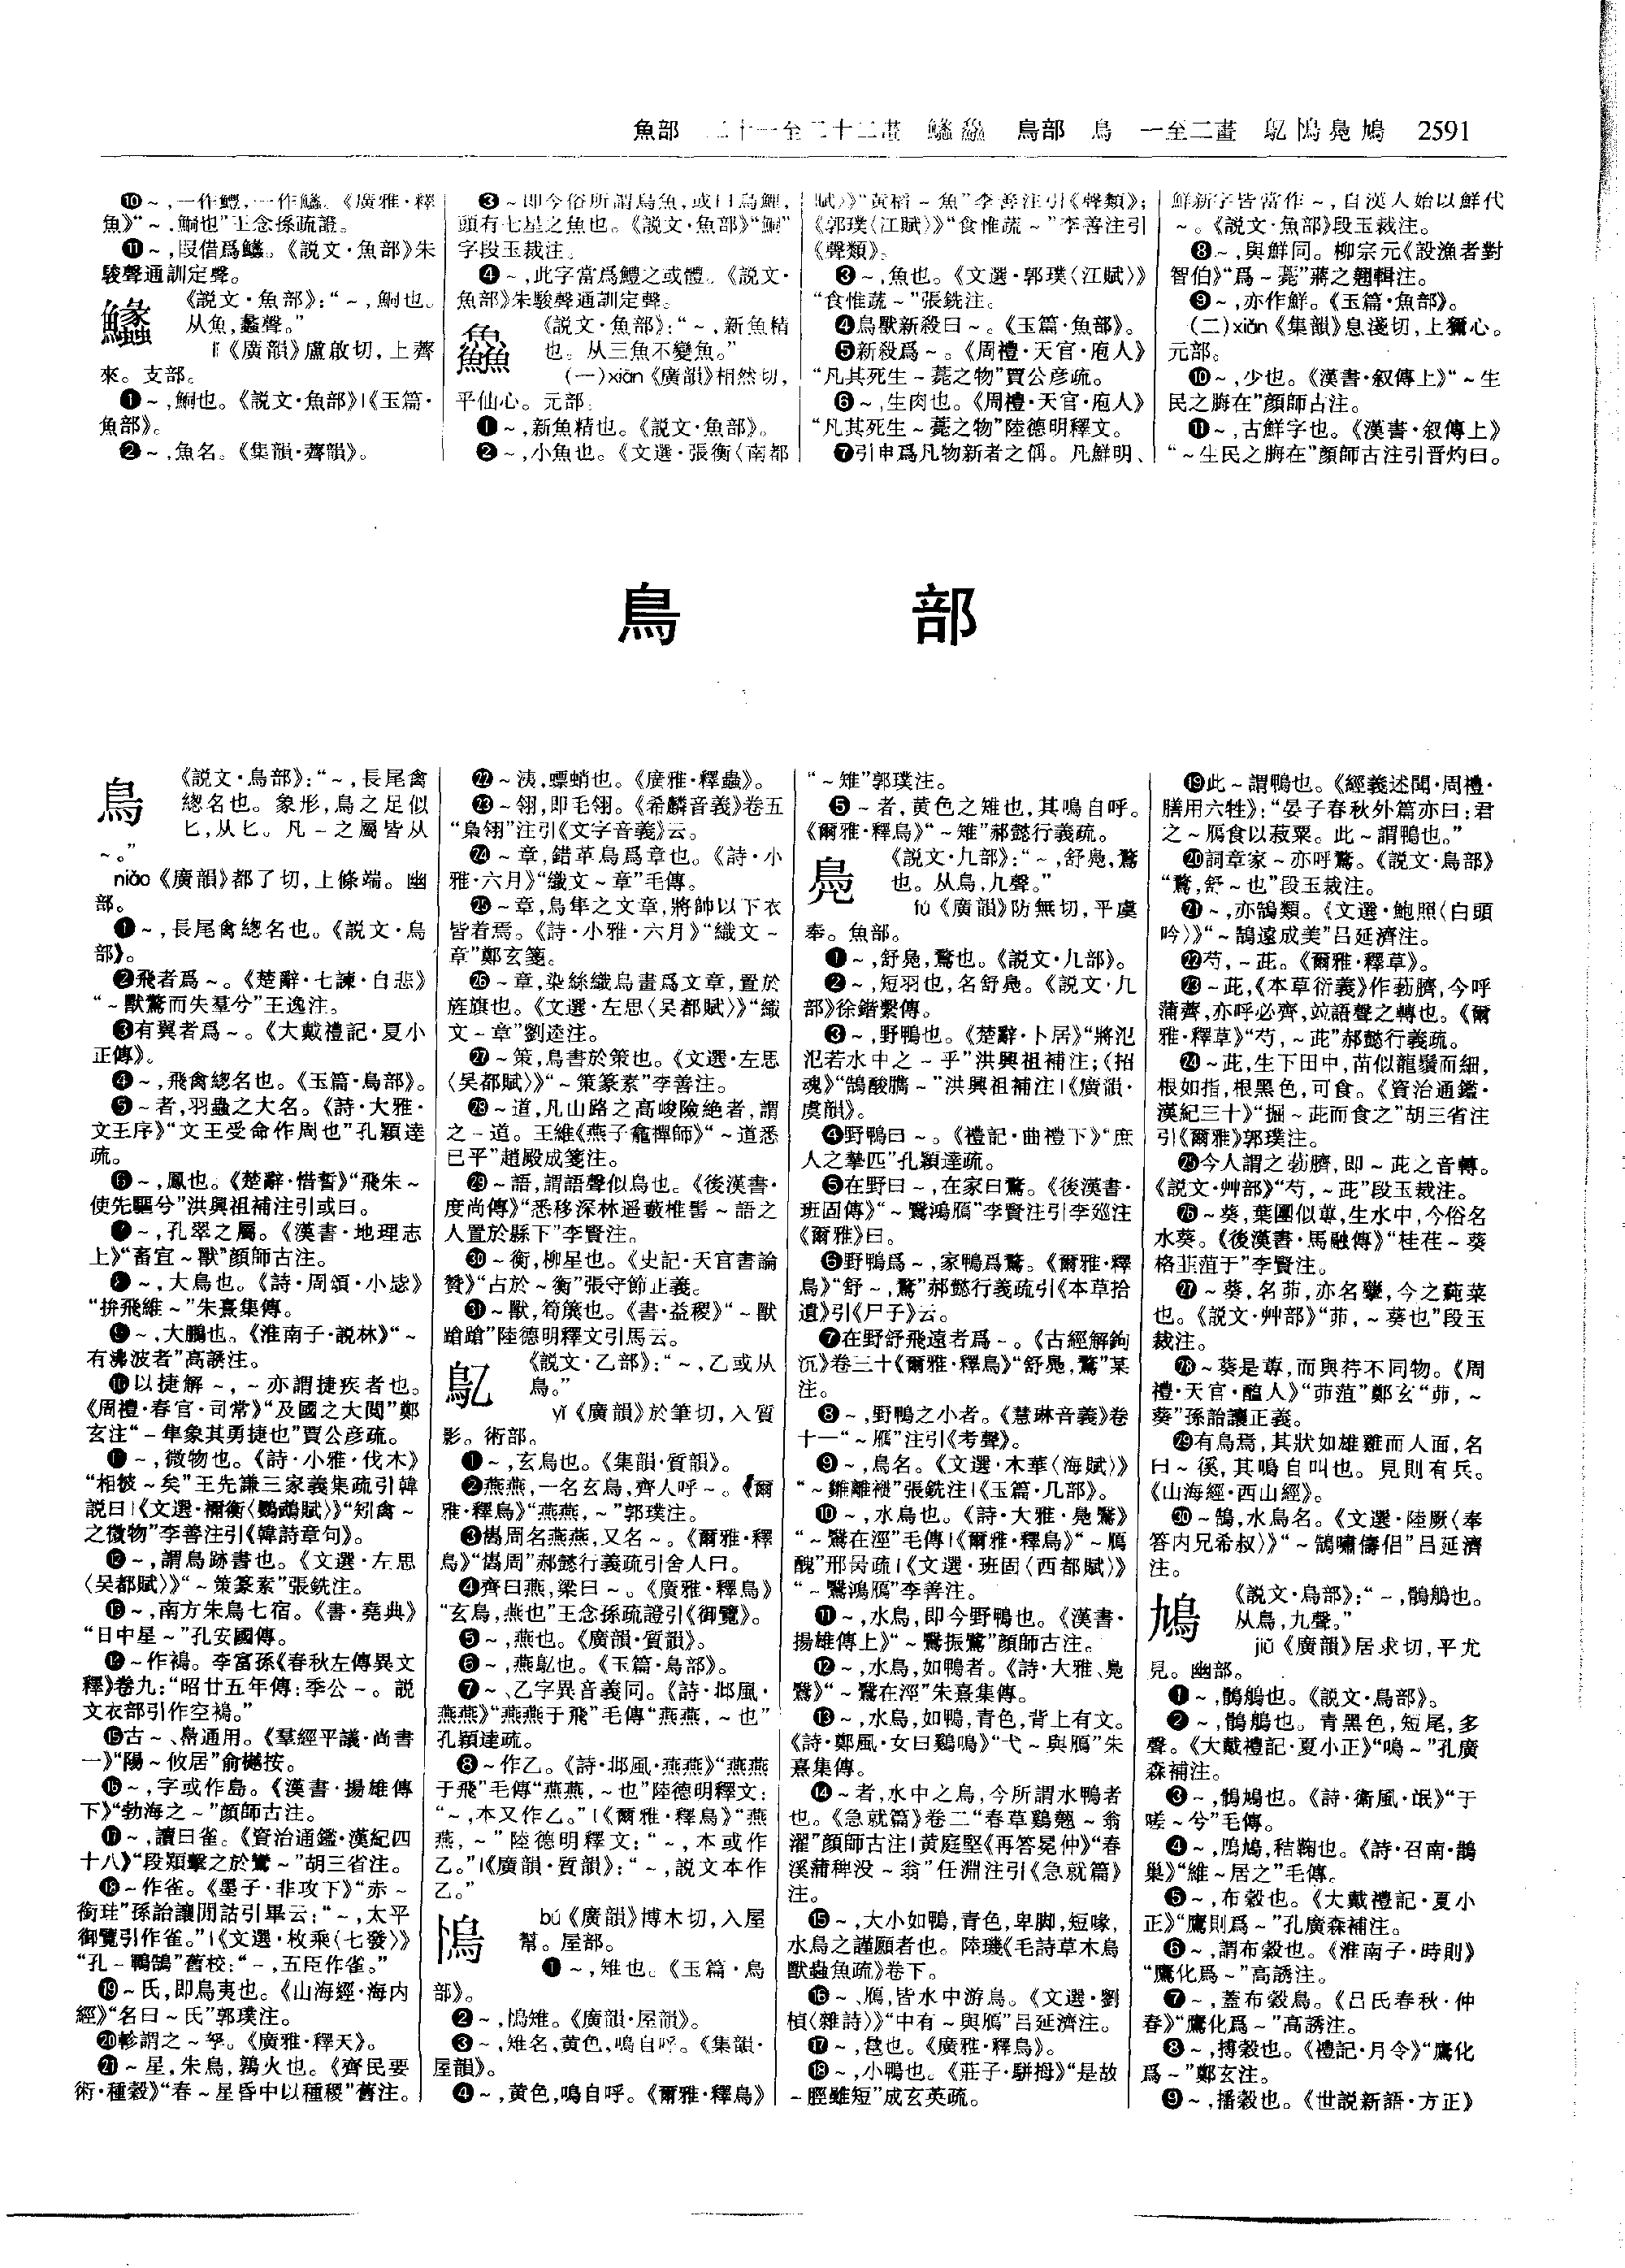 魚部 二十一至二十二畫 鱺鱻 鳥部 鳥 一至二畫 鳦鳪鳧鳩 2591
❿～,一作鱧,一作鱺。《廣雅·釋
魚》“～,鮦也”王念孫疏證。
⓫～,叚借爲鱺。《説文·魚部》朱
駿聲通訓定聲。
《説文·魚部》：“～,鮦也。
从魚,蠡聲。”
lǐ《廣韻》盧啟切,上薺
來。支部。
❶～,鮦也。《説文·魚部》|《玉篇·
魚部》。
❷～,魚名。《集韻·薺韻》。
❸～即今俗所謂烏魚,或曰烏鯉,
頭有七星之魚也。《説文·魚部》“鮦”
字段玉裁注。
❹～,此字當爲鱧之或體。《説文·
魚部》朱駿聲通訓定聲。
鱻
《説文·魚部》：“～,新魚精
也。从三魚不變魚。”
(一)xiān《廣韻》相然切,
平仙心。元部。
❶～,新魚精也。《説文·魚部》。
❷～,小魚也。《文選·張衡〈南都
賦〉》“黃稻～魚”李善注引《聲類》;
《郭璞〈江賦〉》“食惟蔬～”李善注引
《聲類》。
❸～,魚也。《文選·郭璞〈江賦〉》
“食惟蔬～”張銑注。
❹鳥獸新殺曰～。《玉篇·魚部》。
❺新殺爲～。《周禮·天官·庖人》
“凡其死生～薧之物”賈公彦疏。
❻～,生肉也。《周禮·天官·庖人》
“凡其死生～薧之物”陸德明釋文。
❼引申爲凡物新者之偁。凡鮮明、
鮮新字皆當作～,自漢人始以鮮代
～。《説文·魚部》段玉裁注。
❽～,與鮮同。柳宗元《設漁者對
智伯》“爲～薧”蔣之翹輯注。
❾～,亦作鮮。《玉篇·魚部》。
(二)xiǎn《集韻》息淺切,上獮心。
元部。
❿～,少也。《漢書·叙傳上》“～生
民之脢在”顔師古注。
⓫～,古鮮字也。《漢書·叙傳上》
“～生民之脢在”顔師古注引晋灼曰。
鳥 部
鳥
《説文·鳥部》：“～,長尾禽
總名也。象形,鳥之足似
匕,从匕。凡～之屬皆从
～。”
niǎo《廣韻》都了切,上篠端。幽
部。
❶～,長尾禽總名也。《説文·鳥
部》。
❷飛者爲～。《楚辭·七諫·自悲》
“～獸驚而失羣兮”王逸注。
❸有翼者爲～。《大戴禮記·夏小
正傳》。
❹～,飛禽總名也。《玉篇·鳥部》。
❺～者,羽蟲之大名。《詩·大雅·
文王序》“文王受命作周也”孔穎達
疏。
❻～,鳳也。《楚辭·惜誓》“飛朱～
使先驅兮”洪興祖補注引或曰。
❼～,孔翠之屬。《漢書·地理志
上》“畜宜～獸”顔師古注。
❽～,大鳥也。《詩·周頌·小毖》
“拚飛維～”朱熹集傳。
❾～,大鵬也。《淮南子·説林》“～
有沸波者”高誘注。
❿以捷解～,～亦謂捷疾者也。
《周禮·春官·司常》“及國之大閲”鄭
玄注“～隼象其勇捷也”賈公彦疏。
⓫～,微物也。《詩·小雅·伐木》
“相彼～矣”王先謙三家義集疏引韓
説曰|《文選·禰衡〈鸚鵡賦〉》“矧禽～
之微物”李善注引《韓詩章句》。
⓬～,謂鳥跡書也。《文選·左思
〈吴都賦〉》“～策篆素”張銑注。
⓭～,南方朱鳥七宿。《書·堯典》
“日中星～”孔安國傳。
⓮～作裯。李富孫《春秋左傳異文
釋》卷九：“昭廿五年傳：季公～。説
文衣部引作空裯。”
⓯古～、㠀通用。《羣經平議·尚書
一》“陽～攸居”俞樾按。
⓰～,字或作島。《漢書·揚雄傳
下》“勃海之～”顔師古注。
⓱～,讀曰雀。《資治通鑑·漢紀四
十八》“段熲擊之於鸞～”胡三省注。
⓲～作雀。《墨子·非攻下》“赤～
銜珪”孫詒讓閒詁引畢云：“～,太平
御覽引作雀。”|《文選·枚乘〈七發〉》
“孔～鶤鵠”舊校：“～,五臣作雀。”
⓳～氏,即鳥夷也。《山海經·海内
經》“名曰～氏”郭璞注。
⓴軫謂之～帑。《廣雅·釋天》。
㉑～星,朱鳥,鶉火也。《齊民要
術·種穀》“春～星昏中以種稷”舊注。
㉒～洟,螵蛸也。《廣雅·釋蟲》。
㉓～翎,即毛翎。《希麟音義》卷五
“梟翎”注引《文字音義》云。
㉔～章,錯革鳥爲章也。《詩·小
雅·六月》“織文～章”毛傳。
㉕～章,鳥隼之文章,將帥以下衣
皆着焉。《詩·小雅·六月》“織文～
章”鄭玄箋。
㉖～章,染絲織鳥畫爲文章,置於
旌旗也。《文選·左思〈吴都賦〉》“織
文～章”劉逵注。
㉗～策,鳥書於策也。《文選·左思
〈吴都賦〉》“～策篆素”李善注。
㉘～道,凡山路之高峻險絶者,謂
之～道。王維《燕子龕禪師》“～道悉
已平”趙殿成箋注。
㉙～語,謂語聲似鳥也。《後漢書·
度尚傳》“悉移深林遥藪椎髻～語之
人置於縣下”李賢注。
㉚～衡,柳星也。《史記·天官書論
贊》“占於～衡”張守節正義。
㉛～獸,筍簴也。《書·益稷》“～獸
蹌蹌”陸德明釋文引馬云。
鳦
《説文·乙部》：“～,乙或从
鳥。”
yǐ《廣韻》於筆切,入質
影。術部。
❶～,玄鳥也。《集韻·質韻》。
❷燕燕,一名玄鳥,齊人呼～。《爾
雅·釋鳥》“燕燕,～”郭璞注。
❸巂周名燕燕,又名～。《爾雅·釋
鳥》“巂周”郝懿行義疏引舍人曰。
❹齊曰燕,梁曰～。《廣雅·釋鳥》
“玄鳥,燕也”王念孫疏證引《御覽》。
❺～,燕也。《廣韻·質韻》。
❻～,燕鳦也。《玉篇·鳥部》。
❼～、乙字異音義同。《詩·邶風·
燕燕》“燕燕于飛”毛傳“燕燕,～也”
孔穎達疏。
❽～作乙。《詩·邶風·燕燕》“燕燕
于飛”毛傳“燕燕,～也”陸德明釋文：
“～,本又作乙。”|《爾雅·釋鳥》“燕
燕,～”陸德明釋文：“～,本或作
乙。”|《廣韻·質韻》：“～,説文本作
乙。”
鳪
bǔ《廣韻》博木切,入屋
幫。屋部。
❶～,雉也。《玉篇·鳥
部》。
❷～,鳪雉。《廣韻·屋韻》。
❸～,雉名,黄色,鳴自呼。《集韻·
屋韻》。
❹～,黄色,鳴自呼。《爾雅·釋鳥》
“～雉”郭璞注。
❺～者,黄色之雉也,其鳴自呼。
《爾雅·釋鳥》“～雉”郝懿行義疏。
鳧
《説文·几部》：“～,舒鳧,鶩
也。从鳥,几聲。”
fú《廣韻》防無切,平虞
奉。魚部。
❶～,舒鳧,鶩也。《説文·几部》。
❷～,短羽也,名舒鳧。《説文·几
部》徐鍇繫傳。
❸～,野鴨也。《楚辭·卜居》“將氾
氾若水中之～乎”洪興祖補注;《招
魂》“鵠酸臇～”洪興祖補注|《廣韻·
虞韻》。
❹野鴨曰～。《禮記·曲禮下》“庶
人之摯匹”孔穎達疏。
❺在野曰～,在家曰鶩。《後漢書·
班固傳》“～鷖鴻鴈”李賢注引李廵注
《爾雅》曰。
❻野鴨爲～,家鴨爲鶩。《爾雅·釋
鳥》“舒～,鶩”郝懿行義疏引《本草拾
遺》引《尸子》云。
❼在野舒飛遠者爲～。《古經解鉤
沉》卷三十《爾雅·釋鳥》“舒鳧,鶩”某
注。
❽～,野鴨之小者。《慧琳音義》卷
十一“～雁”注引《考聲》。
❾～,鳥名。《文選·木華〈海賦〉》
“～雛離褷”張銑注|《玉篇·几部》。
❿～,水鳥也。《詩·大雅·鳧鷖》
“～鷖在涇”毛傳|《爾雅·釋鳥》“～鴈
醜”邢昺疏|《文選·班固〈西都賦〉》
“～鷖鴻鴈”李善注。
⓫～,水鳥,即今野鴨也。《漢書·
揚雄傳上》“～鷖振鷺”顔師古注。
⓬～,水鳥,如鴨者。《詩·大雅·鳧
鷖》“～鷖在涇”朱熹集傳。
⓭～,水鳥,如鴨,青色,背上有文。
《詩·鄭風·女曰鷄鳴》“弋～與鴈”朱
熹集傳。
⓮～者,水中之鳥,今所謂水鴨者
也。《急就篇》卷二“春草鷄翹～翁
濯”顔師古注|黄庭堅《再答冕仲》“春
溪蒲稗没～翁”任淵注引《急就篇》
注。
⓯～,大小如鴨,青色,卑脚,短喙,
水鳥之謹愿者也。陸璣《毛詩草木鳥
獸蟲魚疏》卷下。
⓰～、鴈,皆水中游鳥。《文選·劉
楨〈雜詩〉》“中有～與鴈”吕延濟注。
⓱～,鶩也。《廣雅·釋鳥》。
⓲～,小鴨也。《莊子·駢拇》“是故
～脛雖短”成玄英疏。
⓳此～謂鴨也。《經義述聞·周禮·
膳用六牲》：“晏子春秋外篇亦曰：君
之～鴈食以菽粟。此～謂鴨也。”
⓴詞章家～亦呼鶩。《説文·鳥部》
“鶩,舒～也”段玉裁注。
㉑～,亦鵠類。《文選·鮑照〈白頭
吟〉》“～鵠遠成美”吕延濟注。
㉒芍,～茈。《爾雅·釋草》。
㉓～茈,《本草衍義》作葧臍,今呼
蒲薺,亦呼必齊,竝語聲之轉也。《爾
雅·釋草》“芍,～茈”郝懿行義疏。
㉔～茈,生下田中,苗似龍鬚而細,
根如指,根黑色,可食。《資治通鑑·
漢紀三十》“掘～茈而食之”胡三省注
引《爾雅》郭璞注。
㉕今人謂之葧臍,即～茈之音轉。
《説文·艸部》“芍,～茈”段玉裁注。
㉖～葵,葉團似蓴,生水中,今俗名
水葵。《後漢書·馬融傳》“桂荏～葵
格韮菹于”李賢注。
㉗～葵,名茆,亦名孿,今之蒓菜
也。《説文·艸部》“茆,～葵也”段玉
裁注。
㉘～葵是蓴,而與荇不同物。《周
禮·天官·醢人》“茆菹”鄭玄“茆,～
葵”孫詒讓正義。
㉙有鳥焉,其狀如雄雞而人面,名
曰～徯,其鳴自叫也。見則有兵。
《山海經·西山經》。
㉚～鵠,水鳥名。《文選·陸厥〈奉
答内兄希叔〉》“～鵠嘯儔侣”吕延濟
注。
鳩
《説文·鳥部》：“～,鶻鵃也。
从鳥,九聲。”
jiū《廣韻》居求切,平尤
見。幽部。
❶～,鶻鵃也。《説文·鳥部》。
❷～,鶻鵃也。青黑色,短尾,多
聲。《大戴禮記·夏小正》“鳴～”孔廣
森補注。
❸～,鶻鳩也。《詩·衛風·氓》“于
嗟～兮”毛傳。
❹～,鳲鳩,秸鞠也。《詩·召南·鵲
巢》“維～居之”毛傳。
❺～,布穀也。《大戴禮記·夏小
正》“鷹則爲～”孔廣森補注。
❻～,謂布穀也。《淮南子·時則》
“鷹化爲～”高誘注。
❼～,蓋布穀鳥。《吕氏春秋·仲
春》“鷹化爲～”高誘注。
❽～,搏穀也。《禮記·月令》“鷹化
爲～”鄭玄注。
❾～,播穀也。《世説新語·方正》